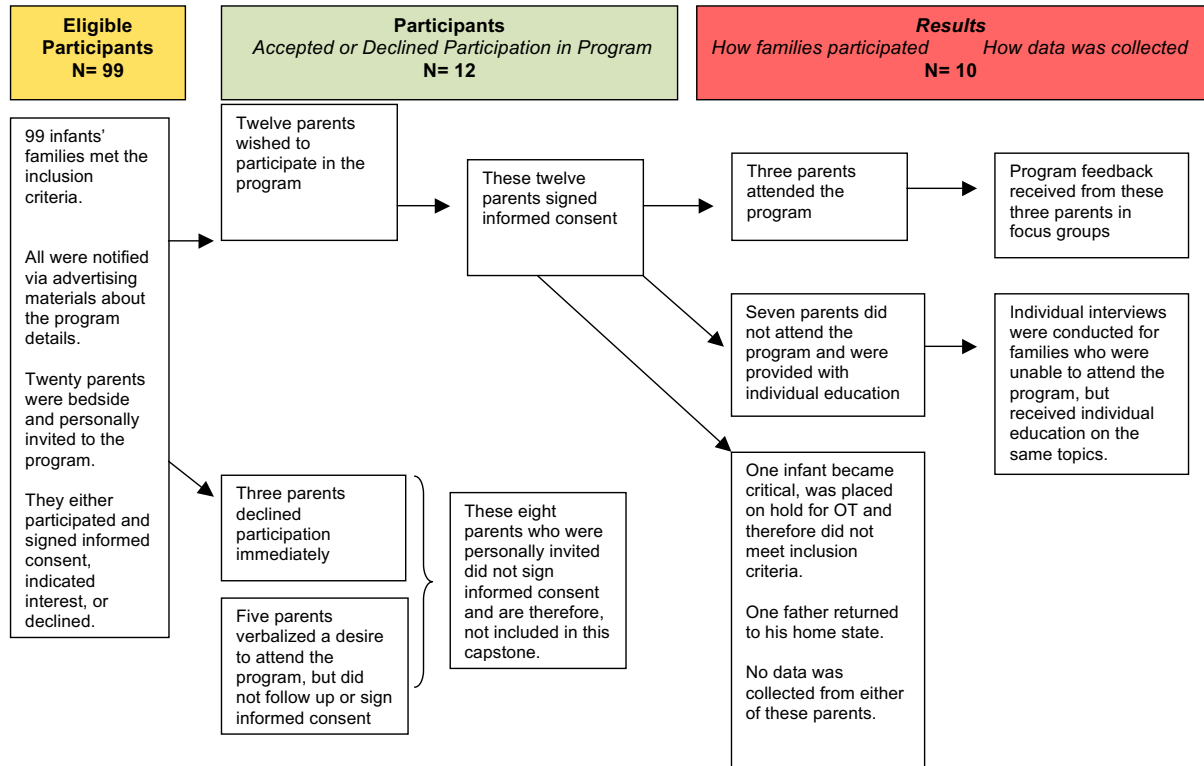 Eligible
Participants
N= 99
Participants
Accepted or Declined Participation in Program
N= 12
Results
How families participated How data was collected
N= 10
99 infants’
families met the
inclusion
criteria.
All were notified
via advertising
materials about
the program
details.
Twenty parents
were bedside
and personally
invited to the
program.
They either
participated and
signed informed
consent,
indicated
interest, or
declined.
Twelve parents
wished to
participate in the
program
These twelve
parents signed
informed consent
Three parents
attended the
program
Program feedback
received from these
three parents in
focus groups
Seven parents did
not attend the
program and were
provided with
individual education
Individual interviews
were conducted for
families who were
unable to attend the
program, but
received individual
education on the
same topics.
Three parents
declined
participation
immediately
Five parents
verbalized a desire
to attend the
program, but did
not follow up or sign
informed consent
These eight
parents who were
personally invited
did not sign
informed consent
and are therefore,
not included in this
capstone.
One infant became
critical, was placed
on hold for OT and
therefore did not
meet inclusion
criteria.
One father returned
to his home state.
No data was
collected from either
of these parents.